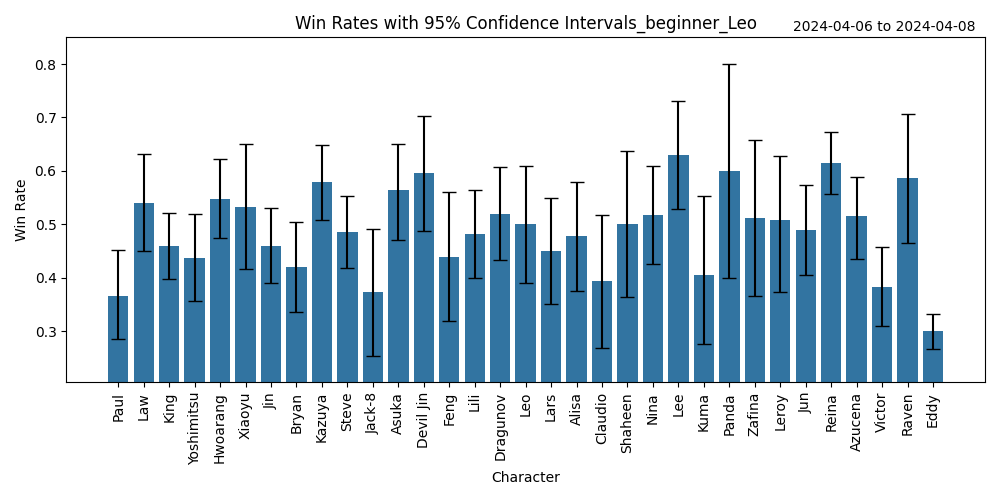 Win Rates with 95% Confidence Intervals_beginner_Leo
2024-04-06 to 2024-04-08
Win Rate
0.8
0.7
0.6
0.5
0.4
0.3
Paul
Law
King
Yoshimitsu
Hwoarang
Xiaoyu
Jin
Bryan
Kazuya
Steve
Jack-8
Asuka
Devil Jin
Feng
Lili
Dragunov
Leo
Lars
Alisa
Claudio
Shaheen
Nina
Lee
Kuma
Panda
Zafina
Leroy
Jun
Reina
Azucena
Victor
Raven
Eddy
Character